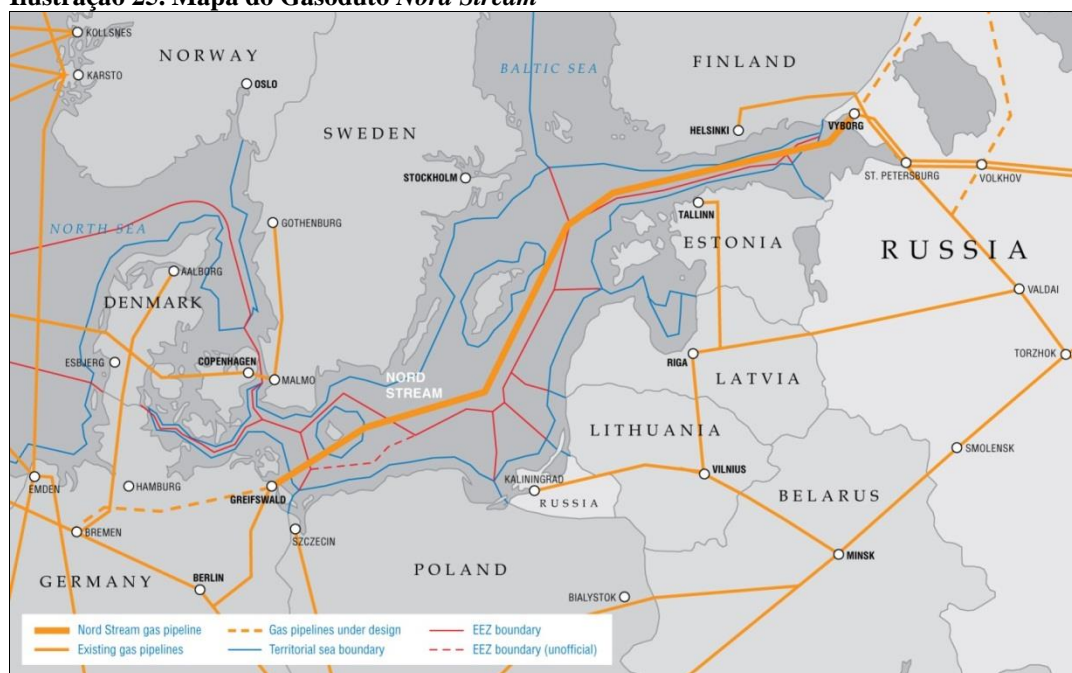 Ilustração 25. Mapa do Gasoduto Nord Stream
KOLLSNES
NORWAY
KARSTO
OSLO
BALTIC SEA
FINLAND
SWEDEN
HELSINKI
VYBORG
STOCKHOLM
ST. PETERSBURG
VOLKHOV
TALLINN
NORTH SEA
GOTHENBURG
ESTONIA
RUSSIA
AALBORG
DENMARK
VALDAI
ESBJERG
COPENHAGEN
MALMO
NORD
STREAM
RIGA
LATVIA
TORZHOK
LITHUANIA
SMOLENSK
EMDEN
HAMBURG
GREIFSWALD
KALININGRAD
VILNIUS
RUSSIA
BELARUS
BREMEN
SZCZECIN
MINSK
GERMANY
BERLIN
POLAND
BIALYSTOK
Nord Stream gas pipeline
Gas pipelines under design
EEZ boundary
Existing gas pipelines
Territorial sea boundary
EEZ boundary (unofficial)